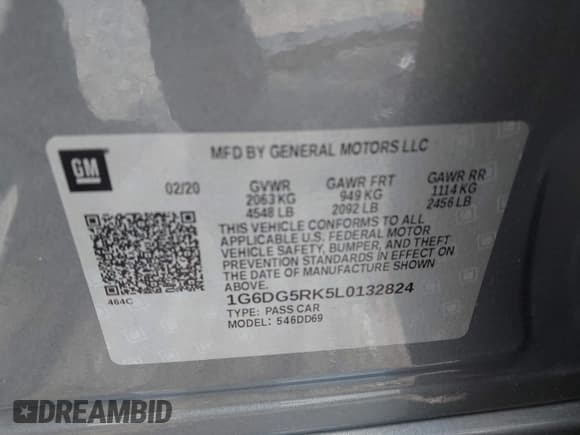 GM
MFD BY GENERAL MOTORS LLC
02/20 GVWR GAWR FRT GAWR RR
2063 KG 949 KG 1114 KG
4548 LB 2092 LB 2456 LB
THIS VEHICLE CONFORMS TO ALL
APPLICABLE U.S. FEDERAL MOTOR
VEHICLE SAFETY, BUMPER, AND THEFT
PREVENTION STANDARDS IN EFFECT ON
THE DATE OF MANUFACTURE SHOWN
ABOVE.
464C
1G6DG5RK5L0132824
TYPE: PASS CAR
MODEL: 546DD69
DREAMBID